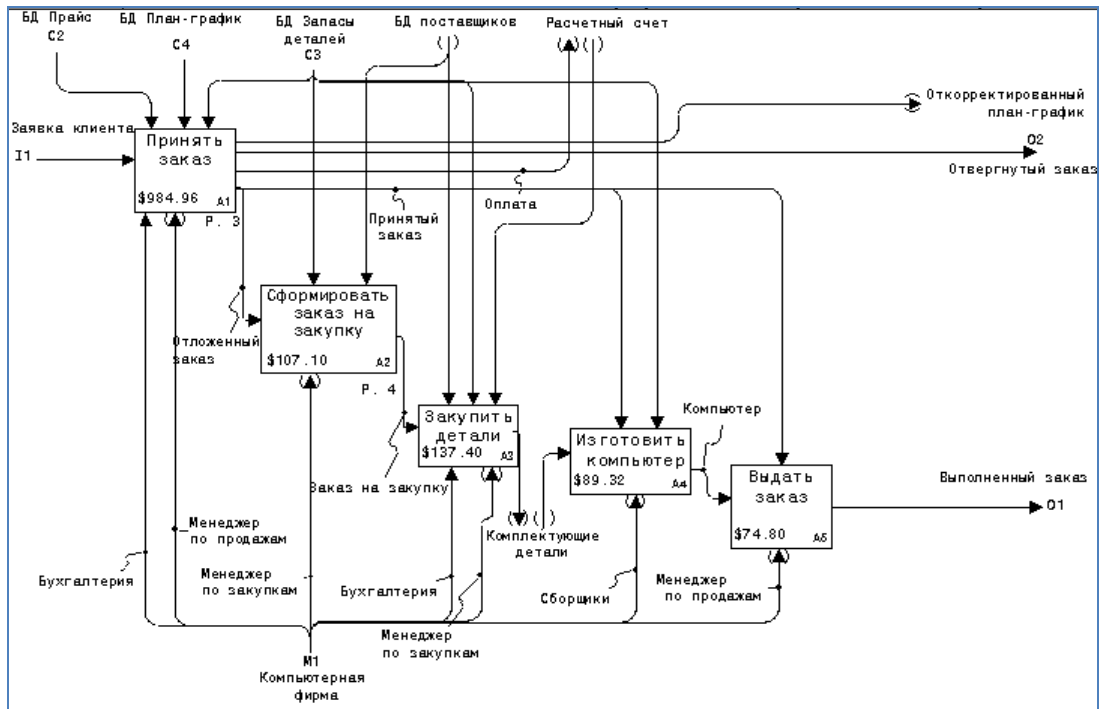 БД Прайс
C2
БД План-график
C4
БД Запасы
деталей
C3
БД поставщиков
Расчетный счет
Откорректированный
план-график
Заявка клиента
I1
Принять
заказ
$984.96 A1
P. 3
O2
Отвергнутый заказ
Оплата
Принятый
заказ
Сформировать
заказ на
закупку
$107.10 A2
P. 4
Отложенный
заказ
Закупить
детали
$137.40 A3
Заказ на закупку
Компьютер
Изготовить
компьютер
$89.32 A4
Выдать
заказ
$74.80 A5
Выполненный заказ
O1
Комплектующие
детали
Менеджер
по продажам
Бухгалтерия
Менеджер
по закупкам
Бухгалтерия
Менеджер
по закупкам
Сборщики
Менеджер
по продажам
M1
Компьютерная
фирма